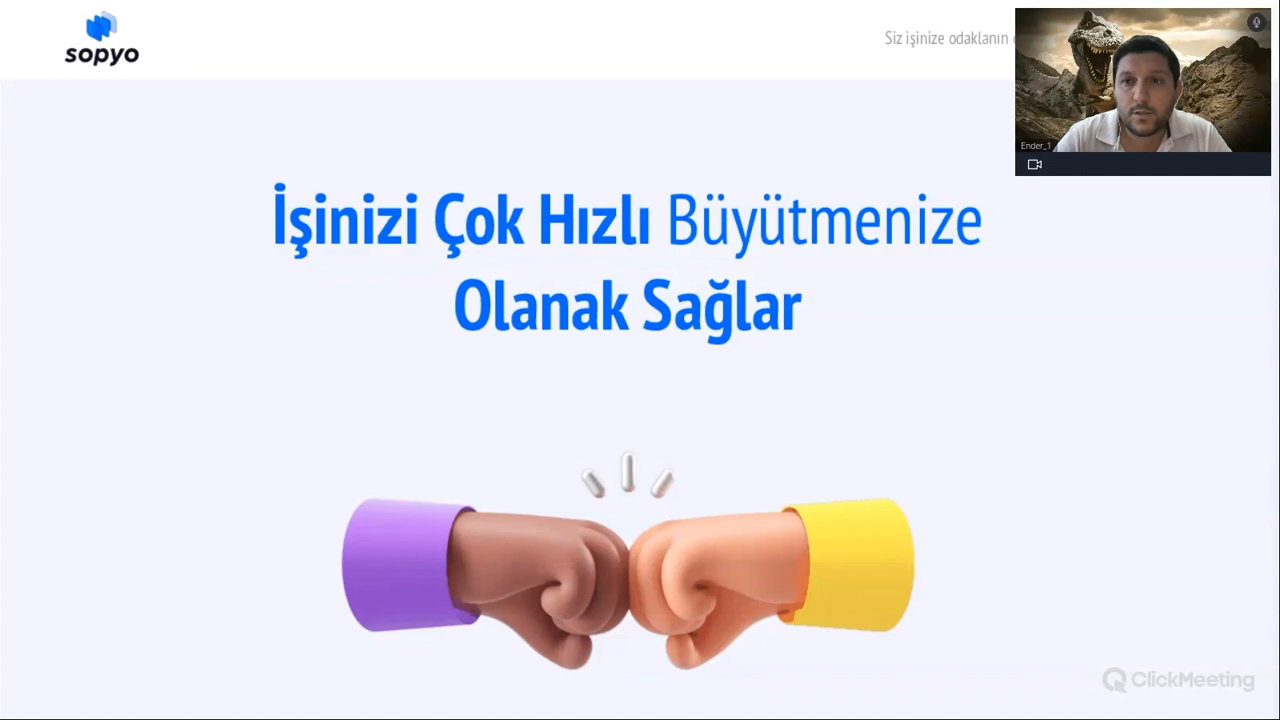 sopyo
Siz işinize odaklanın
Ender_1
İşinizi Çok Hızlı Büyütmenize
Olanak Sağlar
ClickMeeting